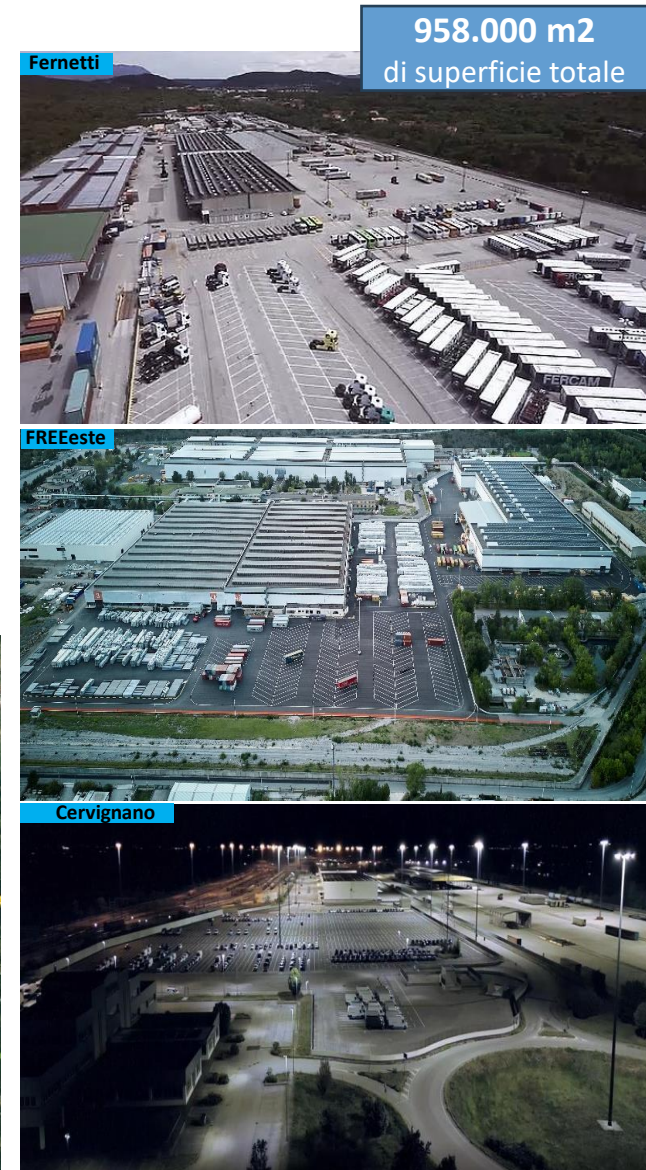 958.000 m2
di superficie totale
Fernetti
FERCAM
FREEeste
Cervignano